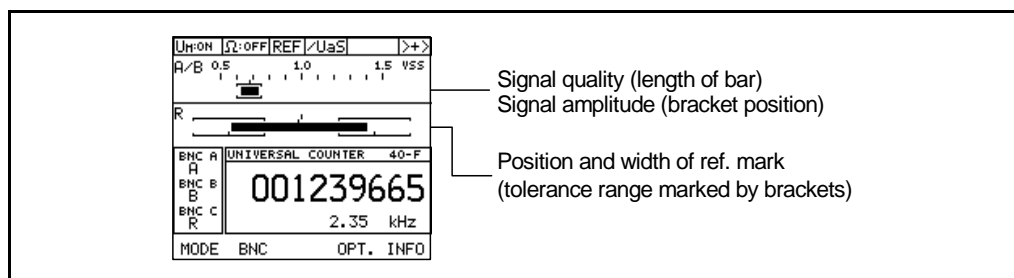 UM:ON Ω:OFF REF /UaS >+>
A/B 0.5 1.0 1.5 VSS
Signal quality (length of bar)
Signal amplitude (bracket position)
R
Position and width of ref. mark
(tolerance range marked by brackets)
BNC A UNIVERSAL COUNTER 40-F
A
BNC B 001239665
B
BNC C
R 2.35 kHz
MODE BNC OPT. INFO